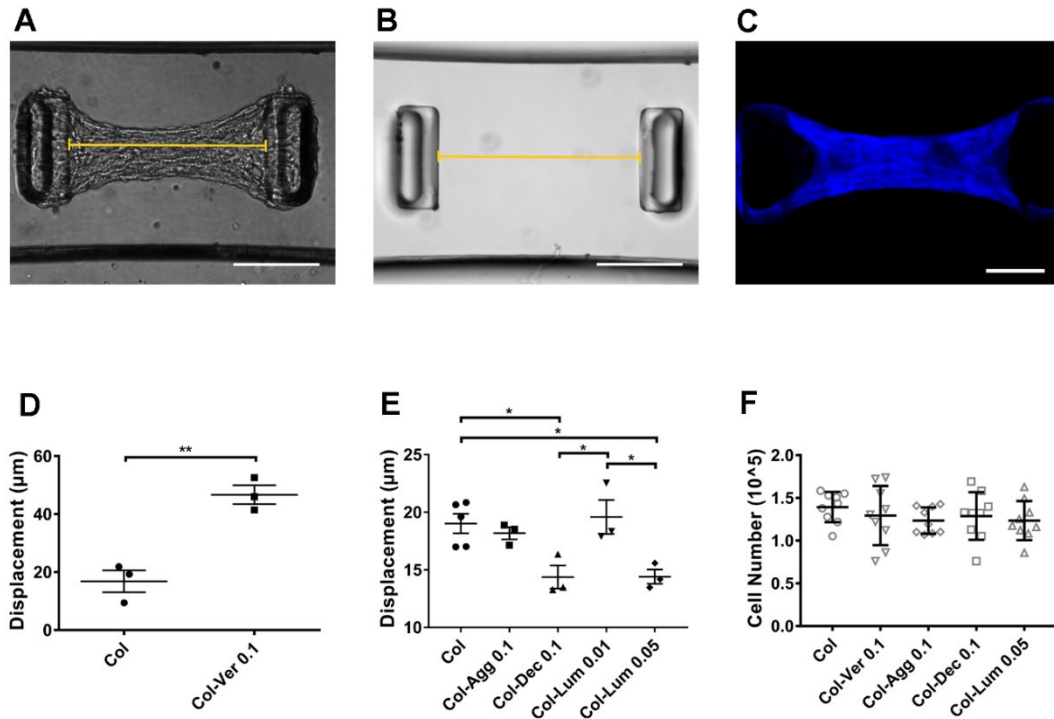 A
B
C
D
Displacement (µm)
60
40
20
0
**
Col
Col-Ver 0.1
E
Displacement (µm)
25
20
15
10
*
*
*
*
Col
Col-Agg 0.1
Col-Dec 0.1
Col-Lum 0.01
Col-Lum 0.05
F
Cell Number (10^5)
2.0
1.5
1.0
0.5
0.0
Col
Col-Ver 0.1
Col-Agg 0.1
Col-Dec 0.1
Col-Lum 0.05